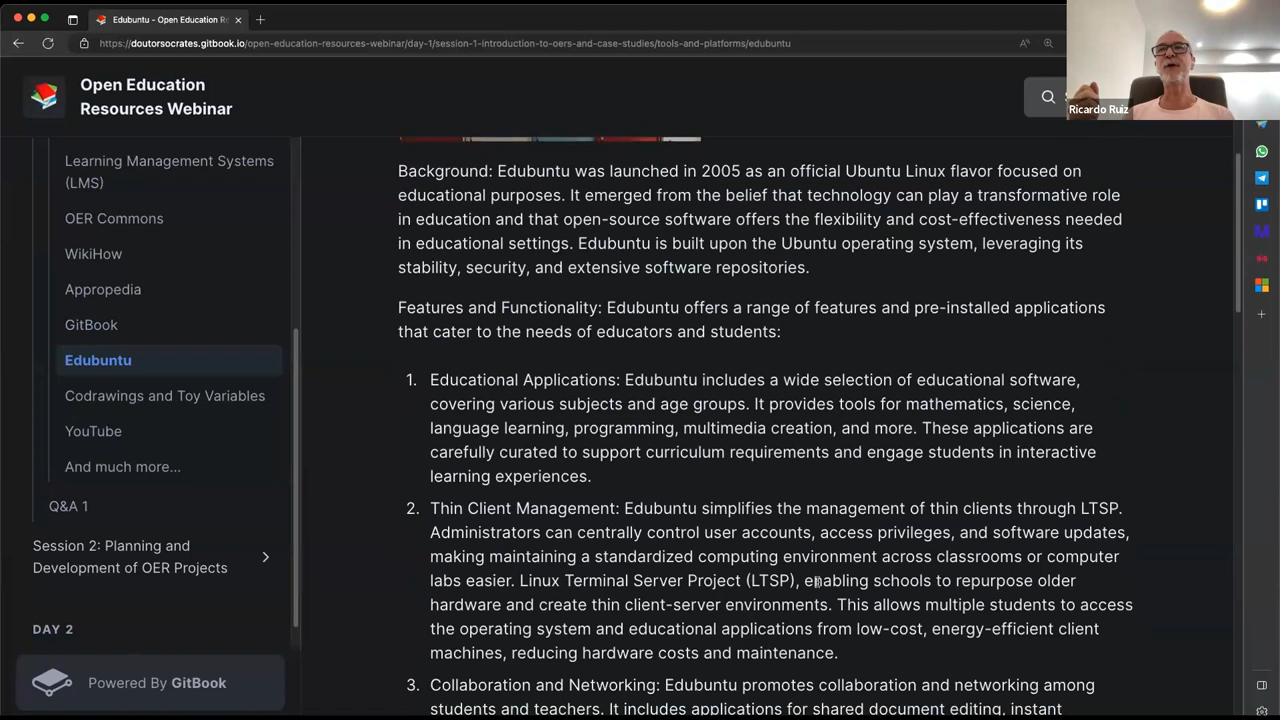 Edubuntu - Open Education Re
https://doutorsocrates.gitbook.io/open-education-resources-webinar/day-1/session-1-introduction-to-oers-and-case-studies/tools-and-platforms/edubuntu
Ricardo Ruiz
Open Education
Resources Webinar
Learning Management Systems
(LMS)
OER Commons
WikiHow
Appropedia
GitBook
Edubuntu
Codrawings and Toy Variables
YouTube
And much more...
Q&A 1
Session 2: Planning and
Development of OER Projects
DAY 2
Powered By GitBook
Background: Edubuntu was launched in 2005 as an official Ubuntu Linux flavor focused on
educational purposes. It emerged from the belief that technology can play a transformative role
in education and that open-source software offers the flexibility and cost-effectiveness needed
in educational settings. Edubuntu is built upon the Ubuntu operating system, leveraging its
stability, security, and extensive software repositories.
Features and Functionality: Edubuntu offers a range of features and pre-installed applications
that cater to the needs of educators and students:
1. Educational Applications: Edubuntu includes a wide selection of educational software,
covering various subjects and age groups. It provides tools for mathematics, science,
language learning, programming, multimedia creation, and more. These applications are
carefully curated to support curriculum requirements and engage students in interactive
learning experiences.
2. Thin Client Management: Edubuntu simplifies the management of thin clients through LTSP.
Administrators can centrally control user accounts, access privileges, and software updates,
making maintaining a standardized computing environment across classrooms or computer
labs easier. Linux Terminal Server Project (LTSP), enabling schools to repurpose older
hardware and create thin client-server environments. This allows multiple students to access
the operating system and educational applications from low-cost, energy-efficient client
machines, reducing hardware costs and maintenance.
3. Collaboration and Networking: Edubuntu promotes collaboration and networking among
students and teachers. It includes applications for shared document editing, instant